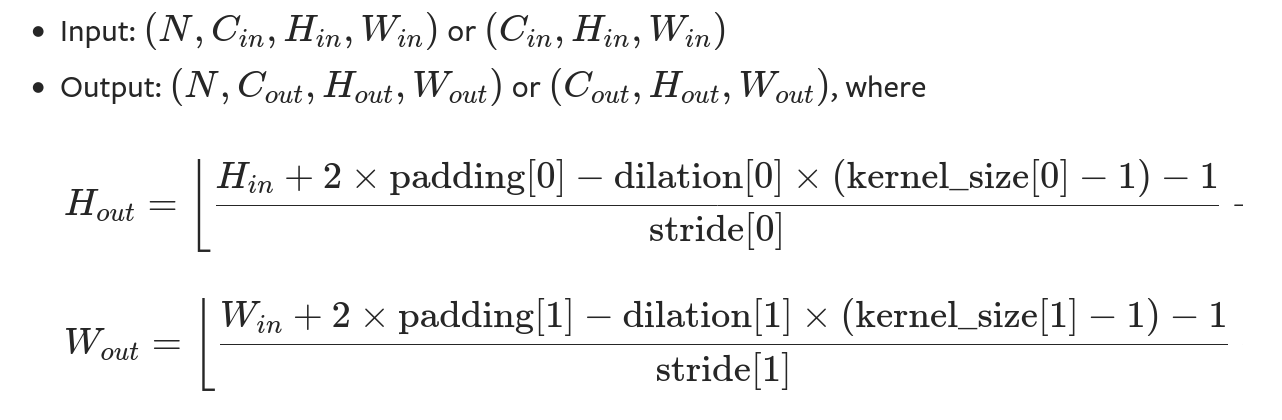 • Input: (N, C_in, H_in, W_in) or (C_in, H_in, W_in)
• Output: (N, C_out, H_out, W_out) or (C_out, H_out, W_out), where
H_out = ⌊ (H_in + 2 × padding[0] − dilation[0] × (kernel_size[0] − 1) − 1) / stride[0]
W_out = ⌊ (W_in + 2 × padding[1] − dilation[1] × (kernel_size[1] − 1) − 1) / stride[1]